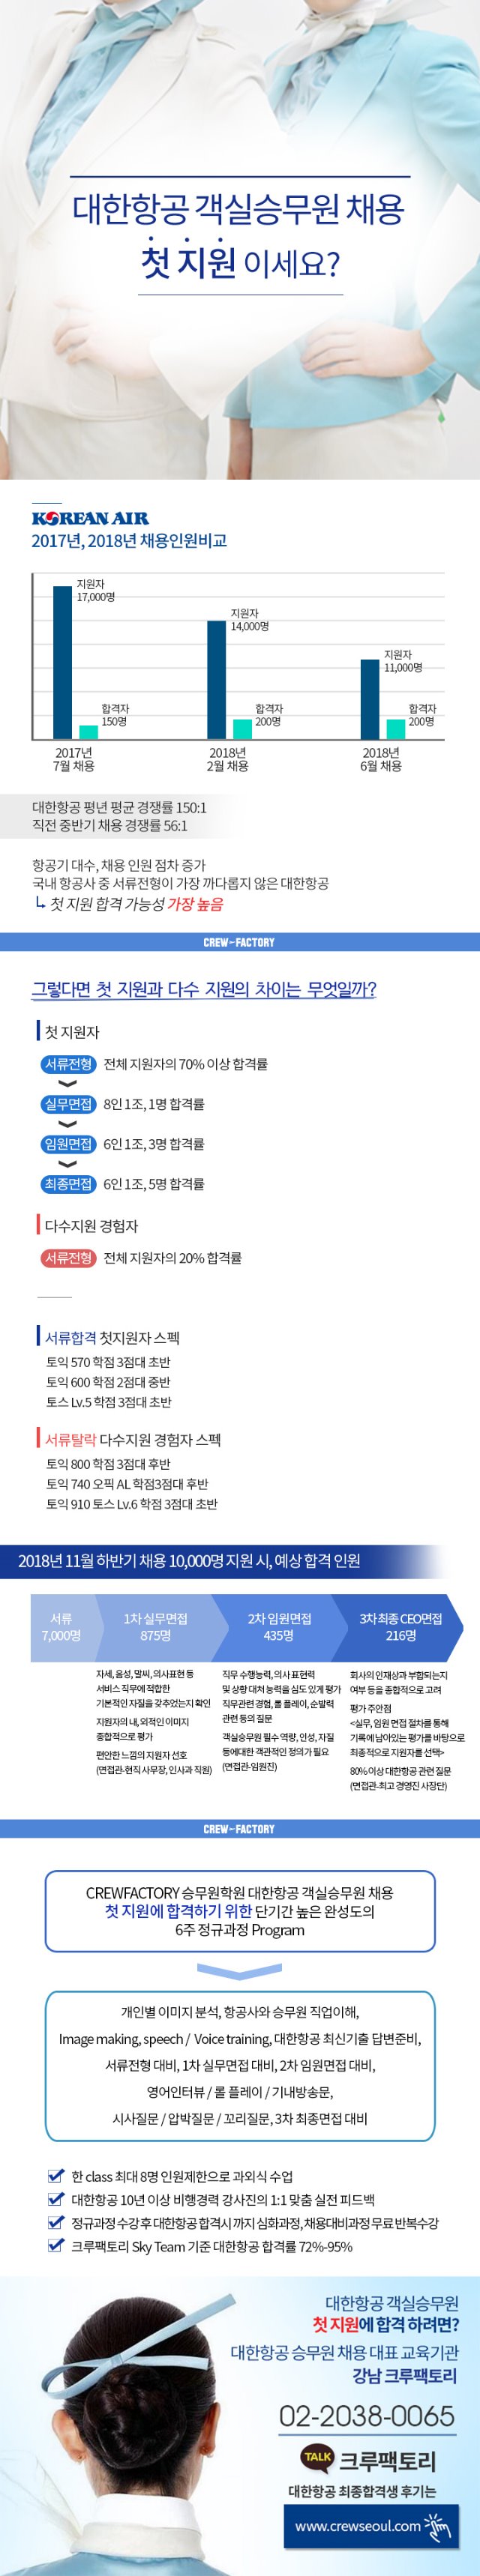 대한항공 객실승무원 채용
첫 지원 이세요?
KOREAN AIR
2017년, 2018년 채용인원비교
지원자
17,000명
합격자
150명
지원자
14,000명
합격자
200명
지원자
11,000명
합격자
200명
2017년
7월 채용
2018년
2월 채용
2018년
6월 채용
대한항공 평년 평균 경쟁률 150:1
직전 중반기 채용 경쟁률 56:1
항공기 대수, 채용 인원 점차 증가
국내 항공사 중 서류전형이 가장 까다롭지 않은 대한항공
첫 지원 합격 가능성 가장 높음
CREW-FACTORY
그렇다면 첫 지원과 다수 지원의 차이는 무엇일까?
첫 지원자
서류전형 전체 지원자의 70% 이상 합격률
실무면접 8인 1조, 1명 합격률
임원면접 6인 1조, 3명 합격률
최종면접 6인 1조, 5명 합격률
다수지원 경험자
서류전형 전체 지원자의 20% 합격률
서류합격 첫지원자 스펙
토익 570 학점 3점대 초반
토익 600 학점 2점대 중반
토스 Lv.5 학점 3점대 초반
서류탈락 다수지원 경험자 스펙
토익 800 학점 3점대 후반
토익 740 오픽 AL 학점3점대 후반
토익 910 토스 Lv.6 학점 3점대 초반
2018년 11월 하반기 채용 10,000명 지원 시, 예상 합격 인원
서류
7,000명
1차 실무면접
875명
2차 임원면접
435명
3차 최종 CEO면접
216명
자세, 음성, 말씨, 의사표현 등
서비스 직무에 적합한
기본적인 자질을 갖추었는지 확인
지원자의 내, 외적인 이미지
종합적으로 평가
편안한 느낌의 지원자 선호
(면접관-현직 사무장, 인사과 직원)
직무 수행능력, 의사 표현력
및 상황 대처 능력을 심도 있게 평가
직무관련 경험, 롤 플레이, 순발력
관련 등의 질문
객실승무원 필수 역량, 인성, 자질
등에대한 객관적인 정의가 필요
(면접관-임원진)
회사의 인재상과 부합되는지
여부 등을 종합적으로 고려
평가 주안점
<실무, 임원 면접 절차를 통해
기록에 남아있는 평가를 바탕으로
최종적으로 지원자를 선택>
80% 이상 대한항공 관련 질문
(면접관-최고 경영진 사장단)
CREW-FACTORY
CREWFACTORY 승무원학원 대한항공 객실승무원 채용
첫 지원에 합격하기 위한 단기간 높은 완성도의
6주 정규과정 Program
개인별 이미지 분석, 항공사와 승무원 직업이해,
Image making, speech / Voice training, 대한항공 최신기출 답변준비,
서류전형 대비, 1차 실무면접 대비, 2차 임원면접 대비,
영어인터뷰 / 롤 플레이 / 기내방송문,
시사질문 / 압박질문 / 꼬리질문, 3차 최종면접 대비
한 class 최대 8명 인원제한으로 과외식 수업
대한항공 10년 이상 비행경력 강사진의 1:1 맞춤 실전 피드백
정규과정 수강 후 대한항공 합격시 까지 심화과정, 채용대비과정 무료 반복수강
크루팩토리 Sky Team 기준 대한항공 합격률 72%-95%
대한항공 객실승무원
첫 지원에 합격 하려면?
대한항공 승무원 채용 대표 교육기관
강남 크루팩토리
02-2038-0065
TALK 크루팩토리
대한항공 최종합격생 후기는
www.crewseoul.com